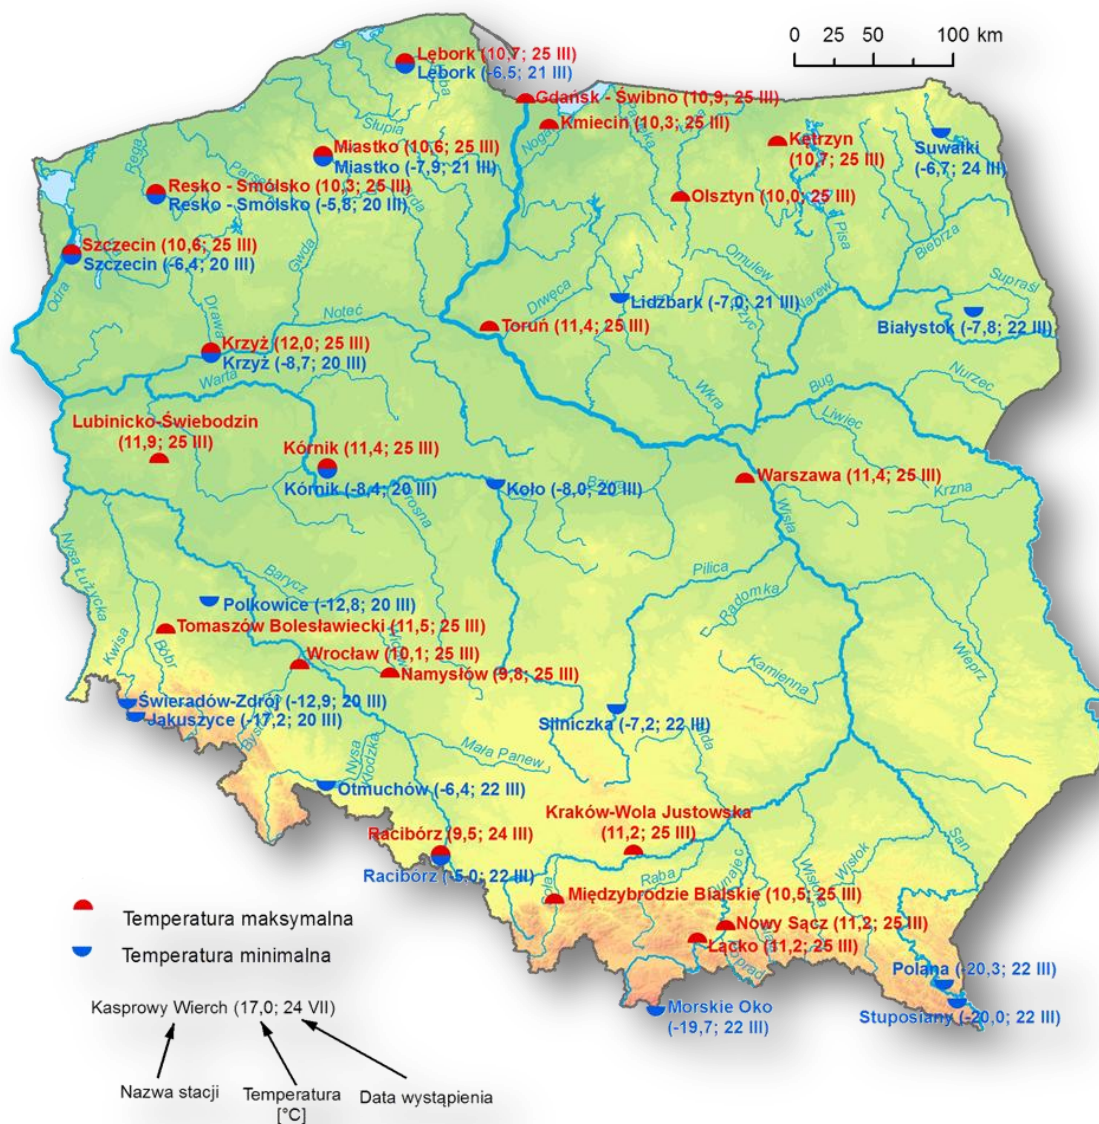 0 25 50 100 km
Lębork (10,7; 25 III)
Lębork (-6,5; 21 III)
Łeba
Gdańsk - Świbno (10,9; 25 III)
Kmiecin (10,3; 25 III)
Słupia
Nogat
Kętrzyn
(10,7; 25 III)
Suwałki
(-6,7; 24 III)
Miastko (10,6; 25 III)
Miastko (-7,9; 21 III)
Rega
Parsęta
Resko - Smólsko (10,3; 25 III)
Resko - Smólsko (-5,8; 20 III)
Olsztyn (10,0; 25 III)
Pisa
Biebrza
Szczecin (10,6; 25 III)
Szczecin (-6,4; 20 III)
Gwda
Omulew
Odra
Drawa
Noteć
Drwęca
Lidzbark (-7,0; 21 III)
Narew
Supraśl
Białystok (-7,8; 22 III)
Toruń (11,4; 25 III)
Krzyż (12,0; 25 III)
Krzyż (-8,7; 20 III)
Warta
Wkra
Bug
Nurzec
Liwiec
Lubinicko-Świebodzin
(11,9; 25 III)
Kórnik (11,4; 25 III)
Kórnik (-8,4; 20 III)
Prosna
Koło (-8,0; 20 III)
Bzura
Warszawa (11,4; 25 III)
Krzna
Wisła
Nysa Łużycka
Pilica
Radomka
Barycz
Polkowice (-12,8; 20 III)
Tomaszów Bolesławiecki (11,5; 25 III)
Kwisa
Bóbr
Wrocław (10,1; 25 III)
Widawa
Namysłów (9,8; 25 III)
Kamienna
Wieprz
Świeradów-Zdrój (-12,9; 20 III)
Jakuszyce (-17,2; 20 III)
Bystrzyca
Silniczka (-7,2; 22 III)
Nida
Nysa
Kłodzka
Mała Panew
Otmuchów (-6,4; 22 III)
Kraków-Wola Justowska
(11,2; 25 III)
Racibórz (9,5; 24 III)
Racibórz (-5,0; 22 III)
San
Wisłok
Wisłoka
Raba
Dunajec
Soła
Międzybrodzie Bialskie (10,5; 25 III)
Nowy Sącz (11,2; 25 III)
Łącko (11,2; 25 III)
Poprad
Polana (-20,3; 22 III)
Stuposiany (-20,0; 22 III)
Morskie Oko
(-19,7; 22 III)
Temperatura maksymalna
Temperatura minimalna
Kasprowy Wierch (17,0; 24 VII)
Nazwa stacji
Temperatura
[°C]
Data wystąpienia